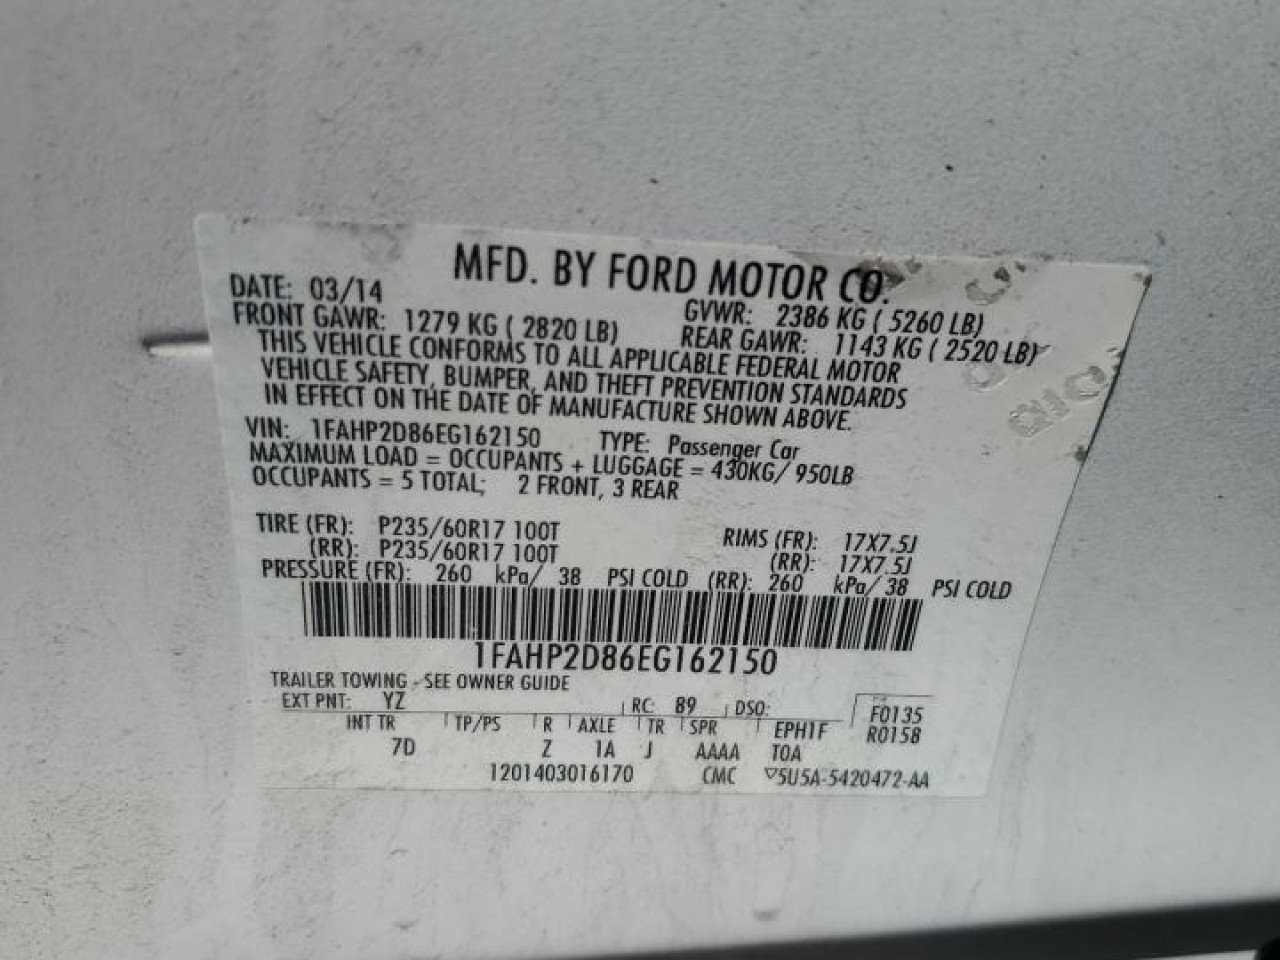 MFD. BY FORD MOTOR CO.
DATE: 03/14 GVWR: 2386 KG ( 5260 LB)
FRONT GAWR: 1279 KG ( 2820 LB) REAR GAWR: 1143 KG ( 2520 LB)
THIS VEHICLE CONFORMS TO ALL APPLICABLE FEDERAL MOTOR
VEHICLE SAFETY, BUMPER, AND THEFT PREVENTION STANDARDS
IN EFFECT ON THE DATE OF MANUFACTURE SHOWN ABOVE.
VIN: 1FAHP2D86EG162150 TYPE: Passenger Car
MAXIMUM LOAD = OCCUPANTS + LUGGAGE = 430KG/ 950LB
OCCUPANTS = 5 TOTAL; 2 FRONT, 3 REAR
TIRE (FR): P235/60R17 100T RIMS (FR): 17X7.5J
(RR): P235/60R17 100T (RR): 17X7.5J
PRESSURE (FR): 260 kPa/ 38 PSI COLD (RR): 260 kPa/ 38 PSI COLD
1FAHP2D86EG162150
TRAILER TOWING - SEE OWNER GUIDE
EXT PNT: YZ RC: 89 DSO: F0135
INT TR TP/PS R AXLE TR SPR EPH1F R0158
7D Z 1A J AAAA TOA
1201403016170 CMC ▽5U5A-5420472-AA